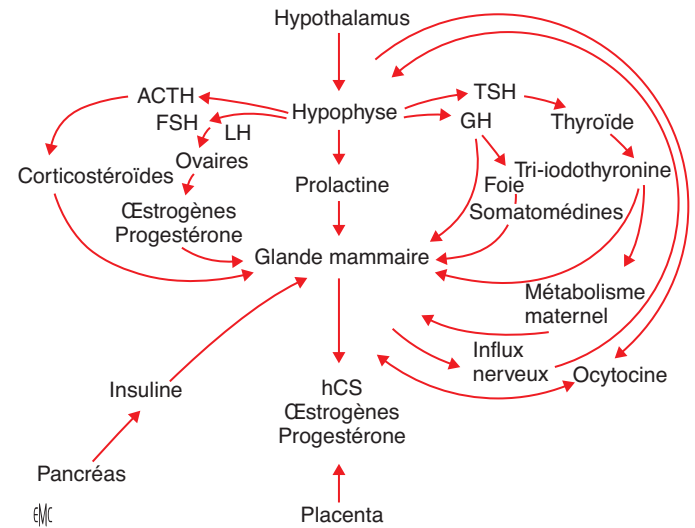 Hypothalamus
ACTH
TSH
FSH
LH
Hypophyse
GH
Thyroïde
Ovaires
Corticostéroïdes
Prolactine
Foie
Tri-iodothyronine
Œstrogènes
Progestérone
Somatomédines
Glande mammaire
Métabolisme
maternel
Influx
nerveux
Ocytocine
Insuline
hCS
Œstrogènes
Progestérone
Pancréas
Placenta
EMC